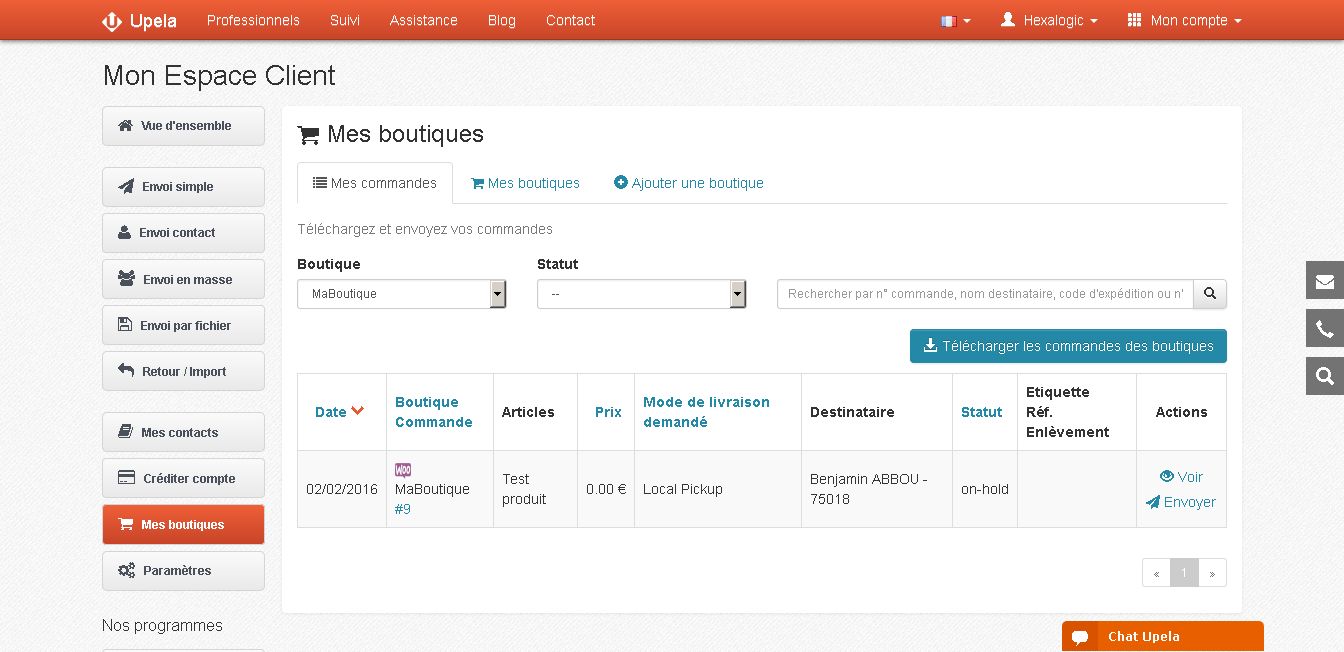 Upela Professionnels Suivi Assistance Blog Contact Hexalogic Mon compte
Mon Espace Client
Vue d'ensemble
Envoi simple
Envoi contact
Envoi en masse
Envoi par fichier
Retour / Import
Mes contacts
Créditer compte
Mes boutiques
Paramètres
Nos programmes
Mes boutiques
Mes commandes Mes boutiques Ajouter une boutique
Téléchargez et envoyez vos commandes
Boutique Statut
MaBoutique -- Rechercher par n° commande, nom destinataire, code d'expédition ou n°
Télécharger les commandes des boutiques
Date Boutique Commande Articles Prix Mode de livraison demandé Destinataire Statut Etiquette Réf. Enlèvement Actions
02/02/2016 Woo MaBoutique #9 Test produit 0.00 € Local Pickup Benjamin ABBOU - 75018 on-hold Voir Envoyer
« 1 »
Chat Upela